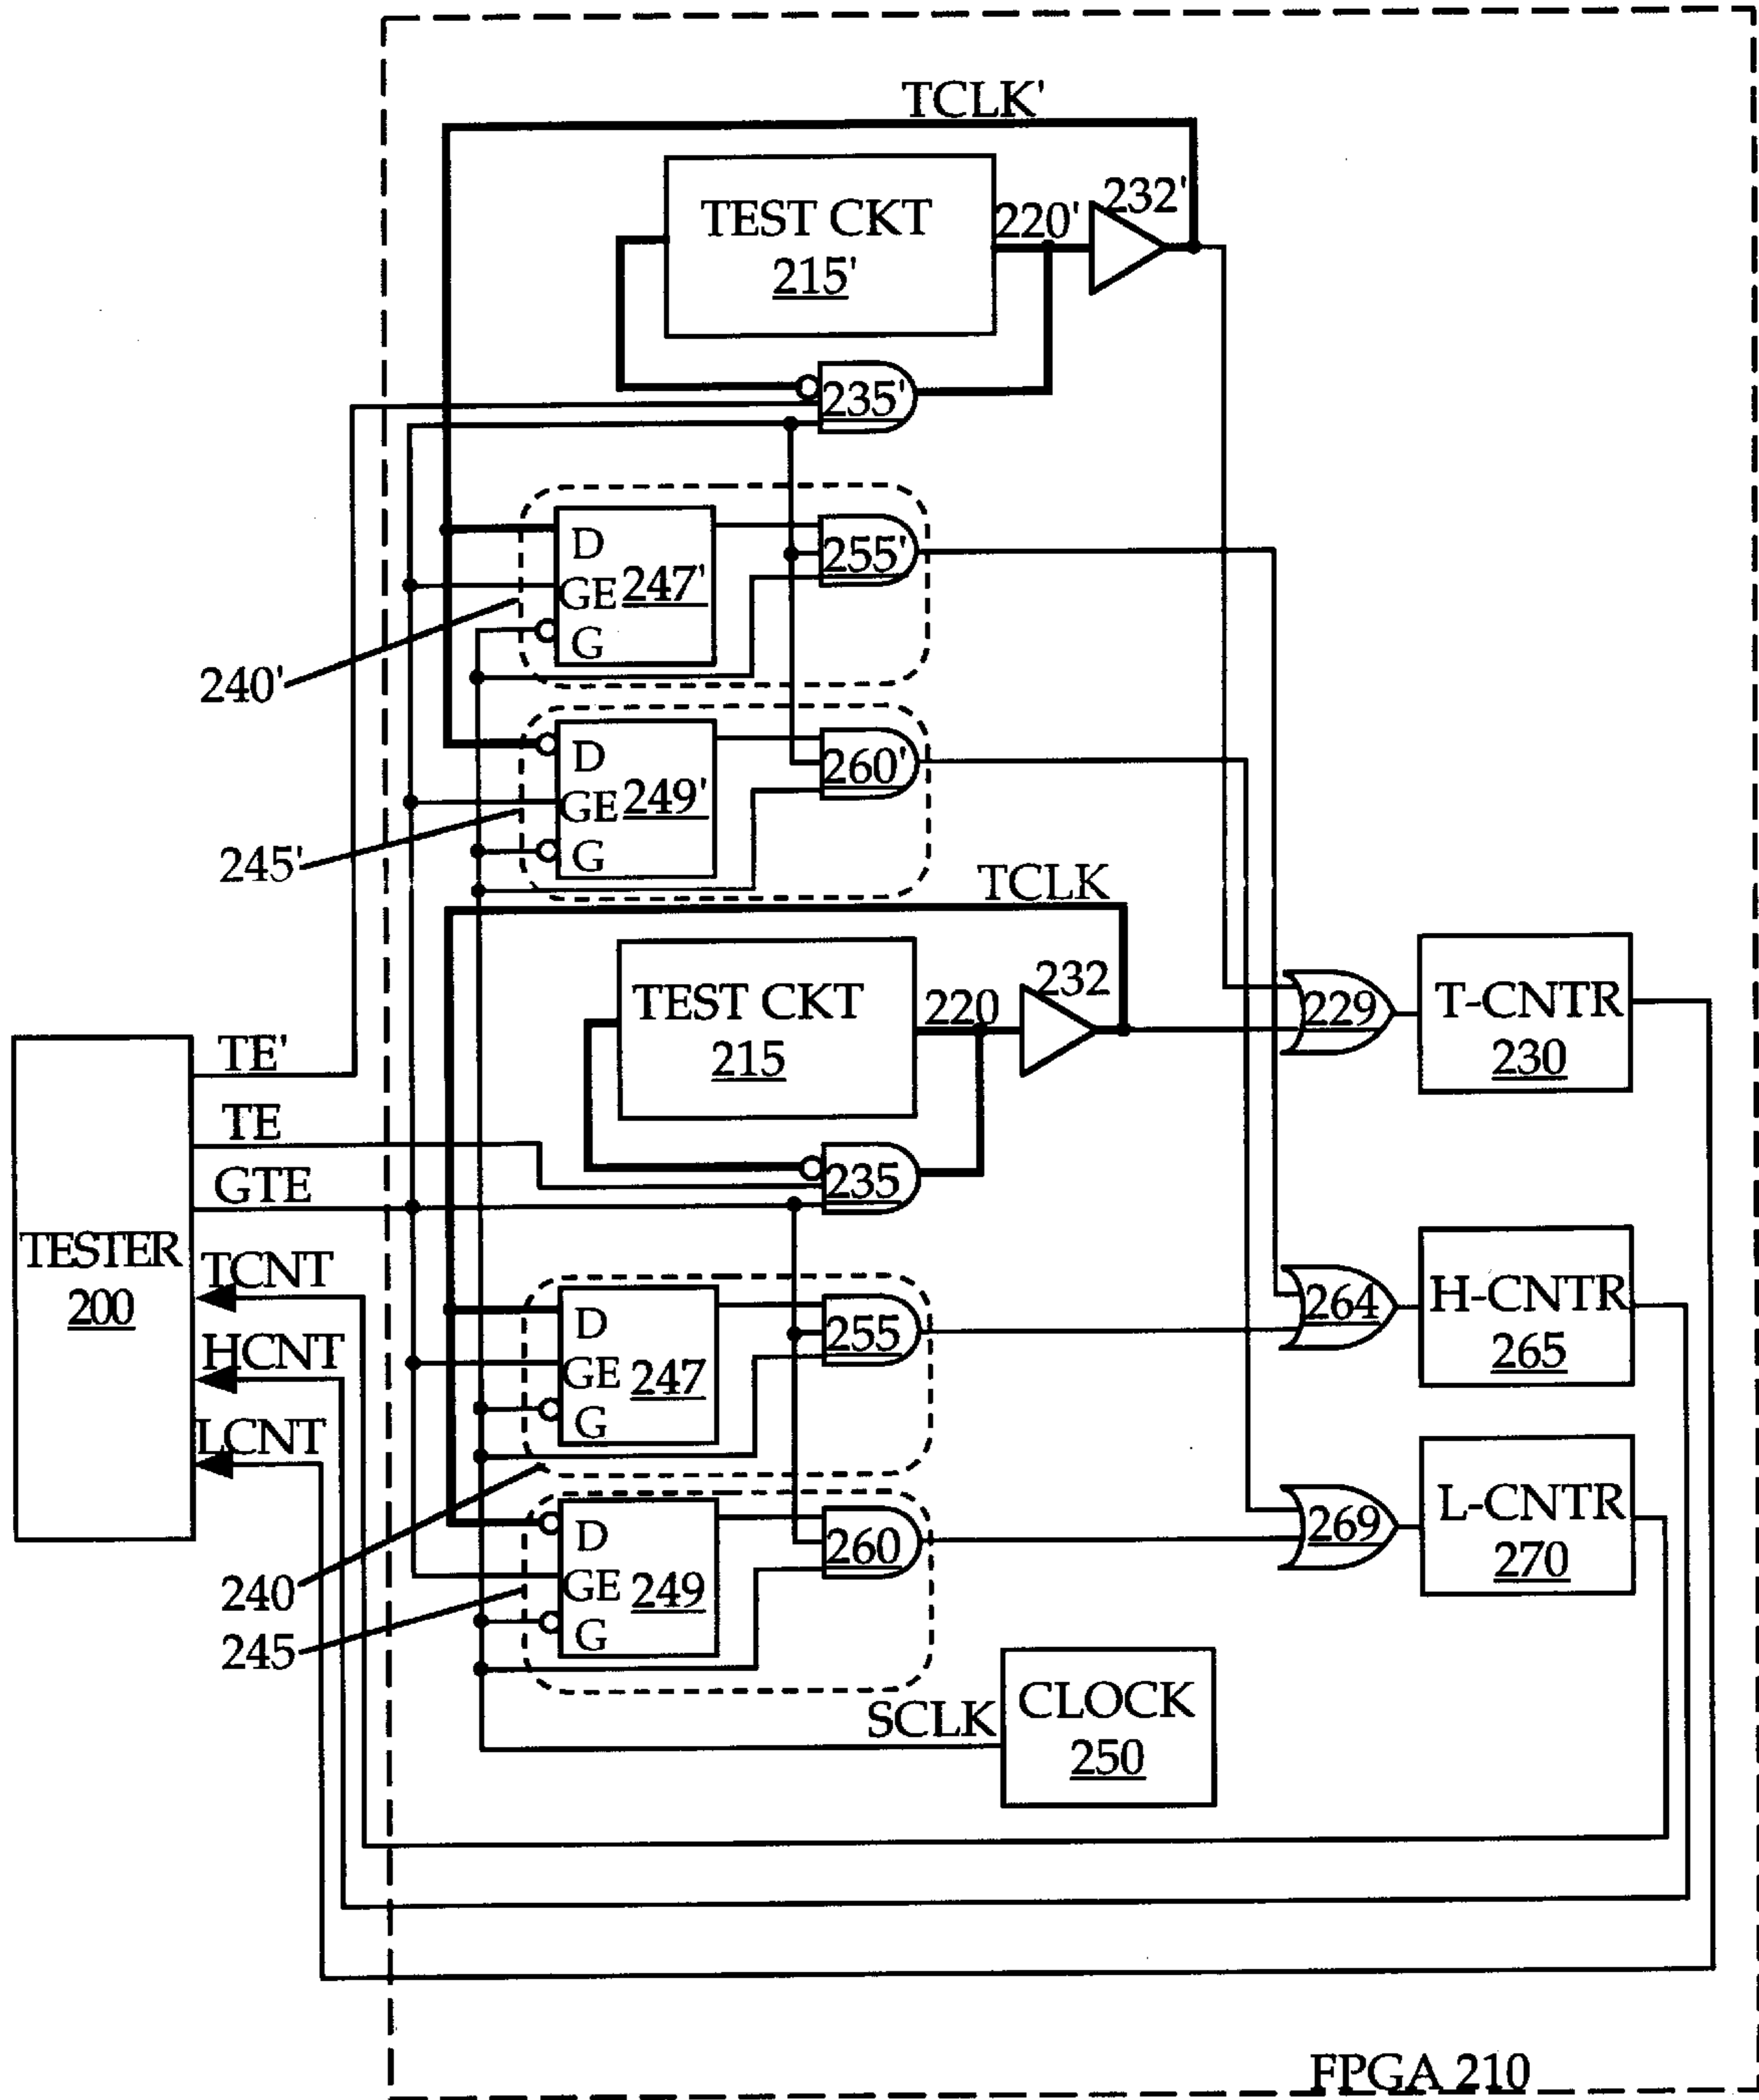 TCLK'
TEST CKT
215'
220'
232'
235'
D
GE
G
247'
255'
240'
D
GE
G
249'
260'
245'
TCLK
TEST CKT
215
220
232
229
T-CNTR
230
TE'
TE
GTE
235
TESTER
200
TCNT
HCNT
LCNT
D
GE
G
247
255
264
H-CNTR
265
240
D
GE
G
249
260
269
L-CNTR
270
245
SCLK
CLOCK
250
FPGA 210